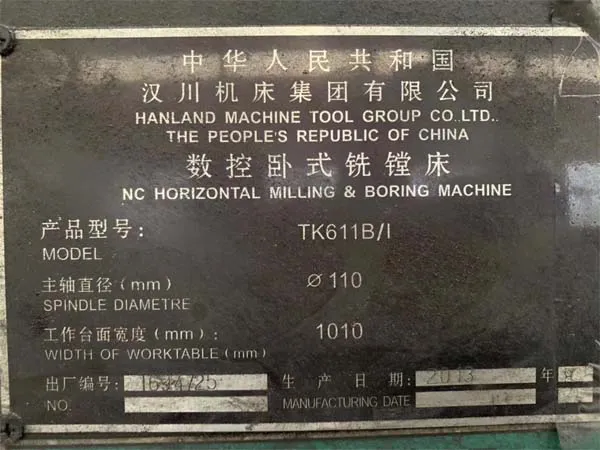 中华人民共和国
汉川机床集团有限公司
HANLAND MACHINE TOOL GROUP CO.,LTD.
THE PEOPLE'S REPUBLIC OF CHINA
数控卧式铣镗床
NC HORIZONTAL MILLING & BORING MACHINE
产品型号: TK611B/I
MODEL
主轴直径(mm) ⌀110
SPINDLE DIAMETRE
工作台面宽度(mm): 1010
WIDTH OF WORKTABLE(mm)
出厂编号: 生产日期: 2013 年
NO. MANUFACTURING DATE